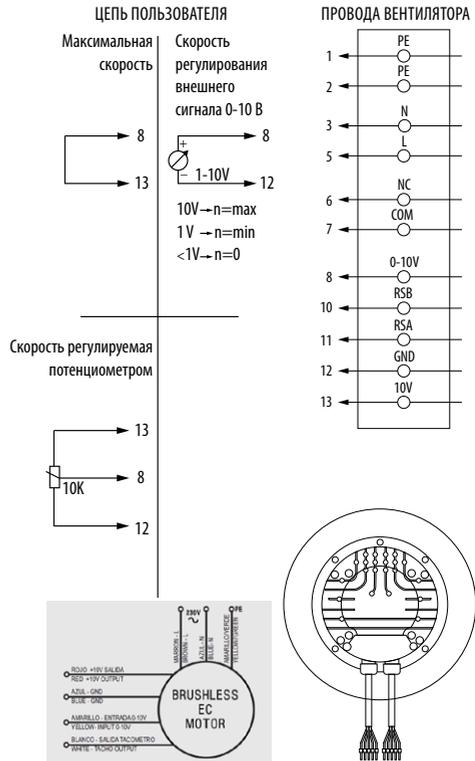 ЦЕПЬ ПОЛЬЗОВАТЕЛЯ
Максимальная
скорость
8
13
Скорость
регулирования
внешнего
сигнала 0-10 В
+
8
1-10V
–
12
10V→n=max
1 V →n=min
<1V→n=0
Скорость регулируемая
потенциометром
13
8
10K
12
ПРОВОДА ВЕНТИЛЯТОРА
PE
1
PE
2
N
3
L
5
NC
6
COM
7
0-10V
8
RSB
10
RSA
11
GND
12
10V
13
230V
~
PE
MARRON - L
BROWN - L
AZUL - N
BLUE - N
AMARILLO/VERDE
YELLOW/GREEN
ROJO +10V SALIDA
RED +10V OUTPUT
AZUL - GND
BLUE - GND
AMARILLO - ENTRADA 0-10V
YELLOW- INPUT 0-10V
BLANCO - SALIDA TACOMETRO
WHITE - TACHO OUTPUT
BRUSHLESS
EC
MOTOR